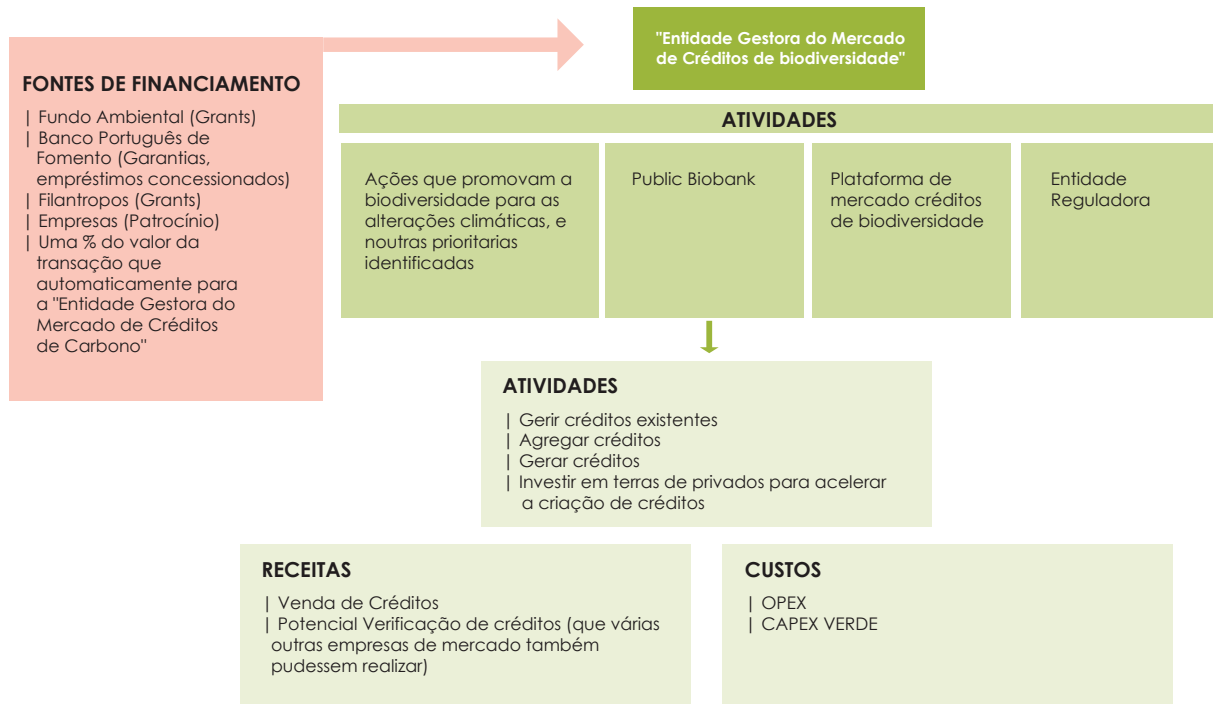 "Entidade Gestora do Mercado
de Créditos de biodiversidade"
FONTES DE FINANCIAMENTO
| Fundo Ambiental (Grants)
| Banco Português de
Fomento (Garantias,
empréstimos concessionados)
| Filantropos (Grants)
| Empresas (Patrocínio)
| Uma % do valor da
transação que
automaticamente para
a "Entidade Gestora do
Mercado de Créditos
de Carbono"
ATIVIDADES
Ações que promovam a
biodiversidade para as
alterações climáticas, e
noutras prioritarias
identificadas
Public Biobank
Plataforma de
mercado créditos
de biodiversidade
Entidade
Reguladora
ATIVIDADES
| Gerir créditos existentes
| Agregar créditos
| Gerar créditos
| Investir em terras de privados para acelerar
a criação de créditos
RECEITAS
| Venda de Créditos
| Potencial Verificação de créditos (que várias
outras empresas de mercado também
pudessem realizar)
CUSTOS
| OPEX
| CAPEX VERDE